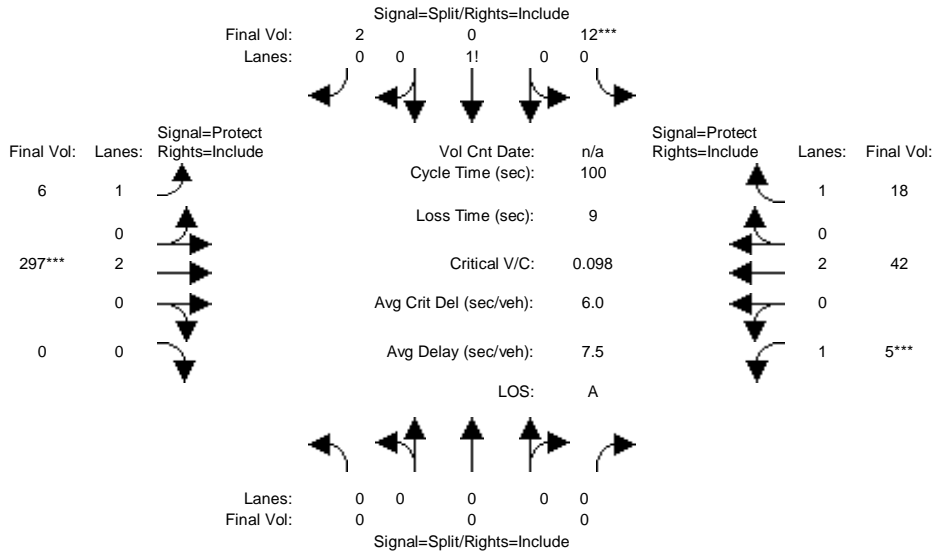 Signal=Split/Rights=Include
Final Vol: 2 0 12***
Lanes: 0 0 1! 0 0
Signal=Protect Signal=Protect
Final Vol: Lanes: Rights=Include Vol Cnt Date: n/a Rights=Include Lanes: Final Vol:
Cycle Time (sec): 100
6 1 1 18
Loss Time (sec): 9
0 0
297*** 2 Critical V/C: 0.098 2 42
0 Avg Crit Del (sec/veh): 6.0 0
0 0 Avg Delay (sec/veh): 7.5 1 5***
LOS: A
Lanes: 0 0 0 0 0
Final Vol: 0 0 0
Signal=Split/Rights=Include